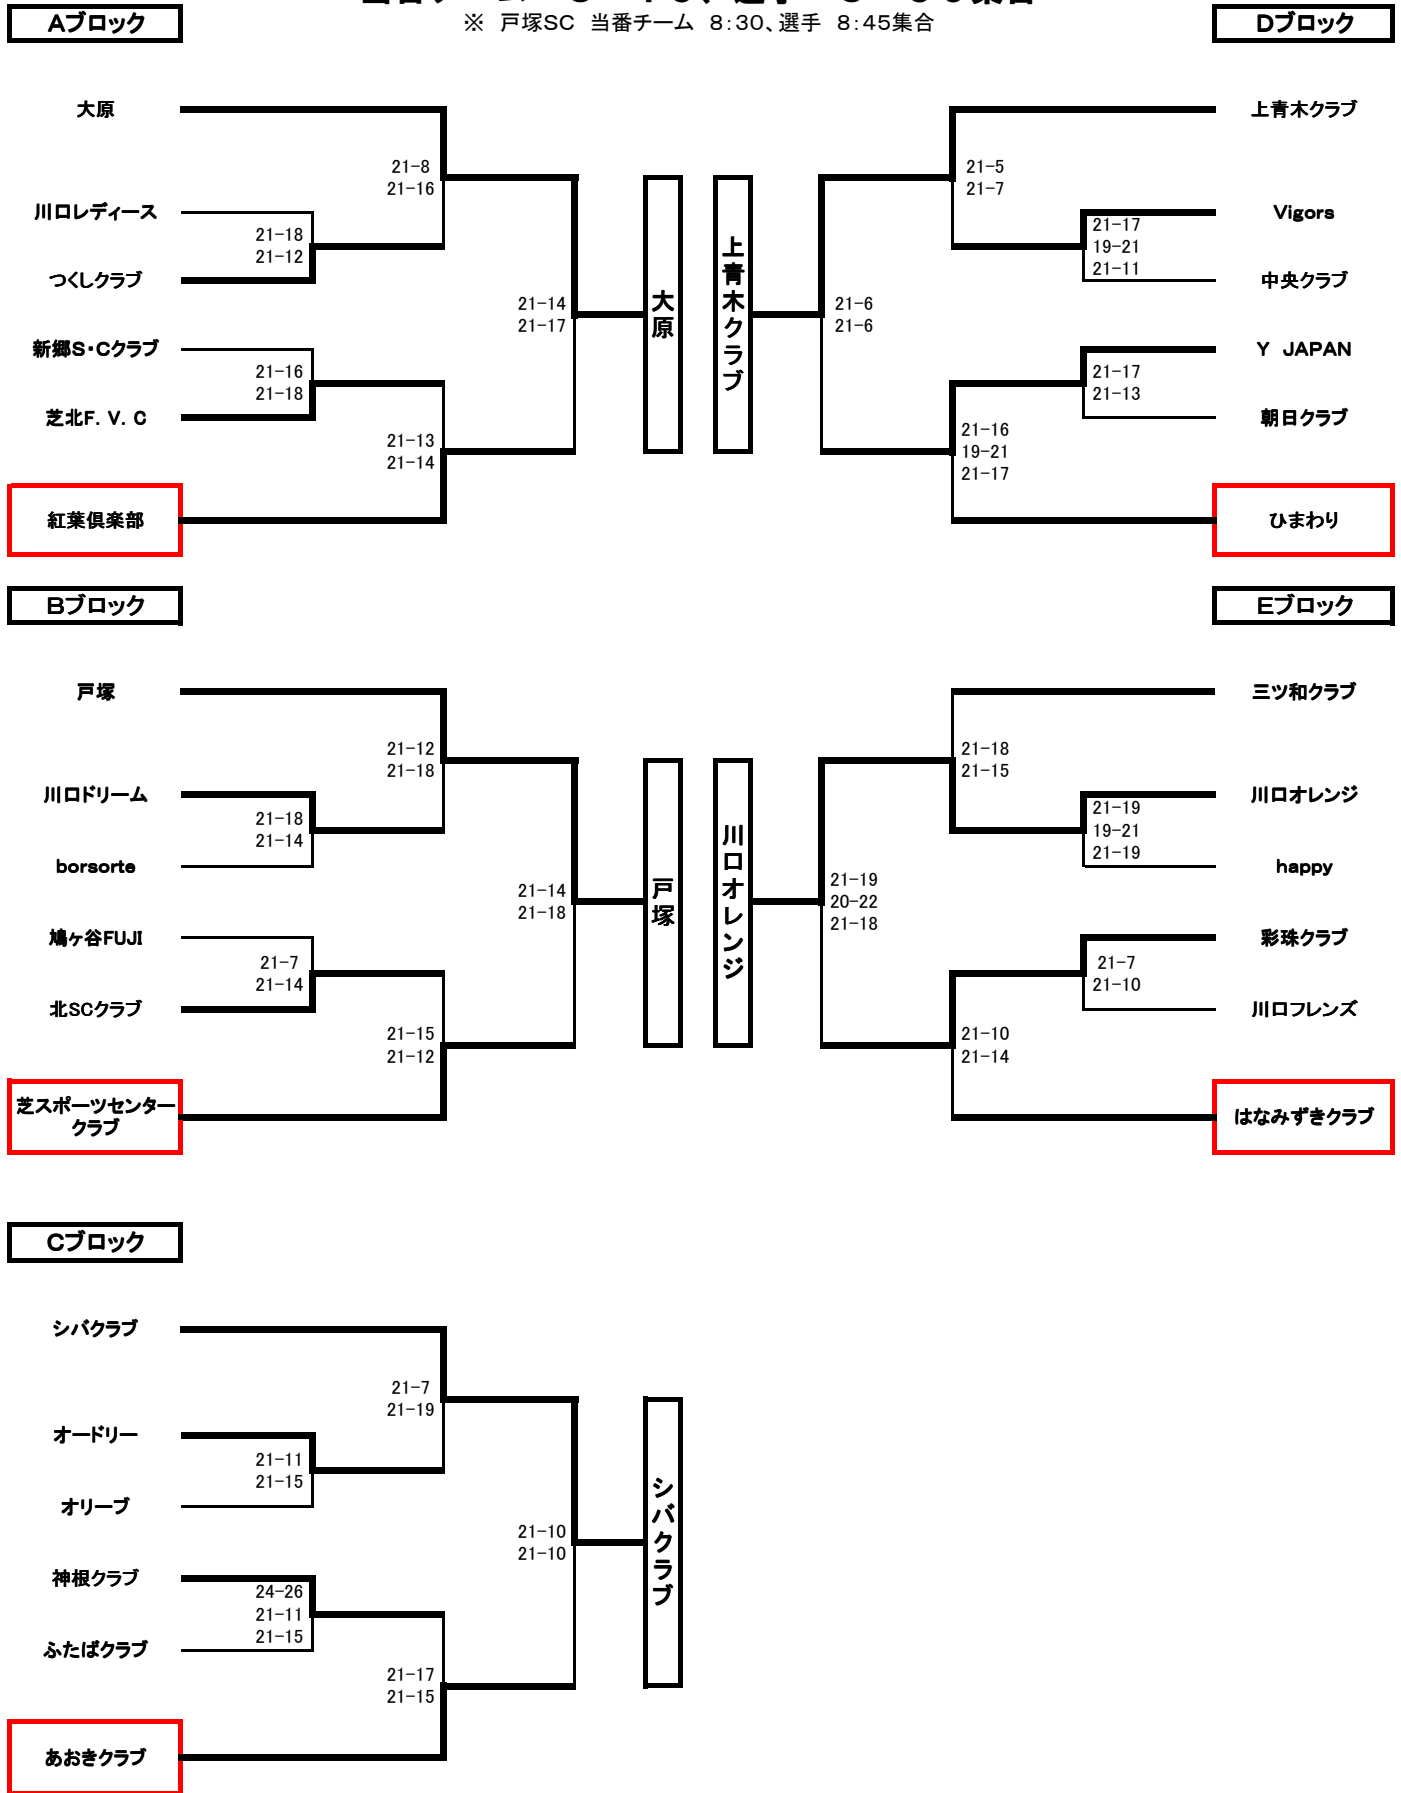 ※ 戸塚SC 当番チーム 8:30、選手 8:45集合
Aブロック
大原
川口レディース
つくしクラブ
新郷S・Cクラブ
芝北F. V. C
紅葉倶楽部
21-18
21-12
21-16
21-18
21-8
21-16
21-13
21-14
21-14
21-17
大原
Dブロック
上青木クラブ
Vigors
中央クラブ
Y JAPAN
朝日クラブ
ひまわり
21-17
19-21
21-11
21-17
21-13
21-5
21-7
21-16
19-21
21-17
21-6
21-6
上青木クラブ
Bブロック
戸塚
川口ドリーム
borsorte
鳩ヶ谷FUJI
北SCクラブ
芝スポーツセンター
クラブ
21-18
21-14
21-7
21-14
21-12
21-18
21-15
21-12
21-14
21-18
戸塚
Eブロック
三ツ和クラブ
川口オレンジ
happy
彩珠クラブ
川口フレンズ
はなみずきクラブ
21-19
19-21
21-19
21-7
21-10
21-18
21-15
21-10
21-14
21-19
20-22
21-18
川口オレンジ
Cブロック
シバクラブ
オードリー
オリーブ
神根クラブ
ふたばクラブ
あおきクラブ
21-11
21-15
24-26
21-11
21-15
21-7
21-19
21-17
21-15
21-10
21-10
シバクラブ